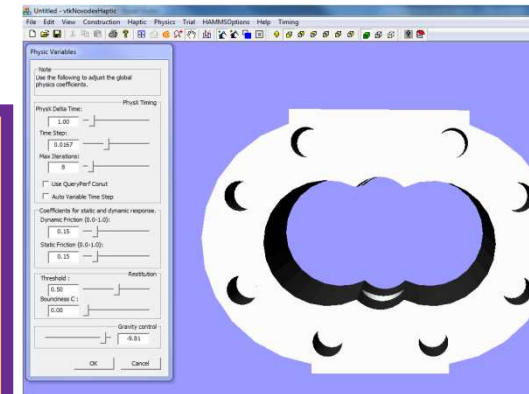 Untitled - vtkNovodexHaptic
File Edit View Construction Haptic Physics Trial HAMMSOptions Help Timing
Physic Variables
Note
Use the following to adjust the global
physics coefficients.
PhysX Timing
PhysX Delta Time:
1.00
Time Step:
0.0167
Max Iterations:
8
Use QueryPerf Conut
Auto Variable Time Step
Coefficients for static and dynamic response.
Dynamic Friction (0.0-1.0):
0.15
Static Friction (0.0-1.0):
0.15
Restitution
Threshold :
0.50
Bounciness C :
0.00
Gravity control
-9.81
OK Cancel